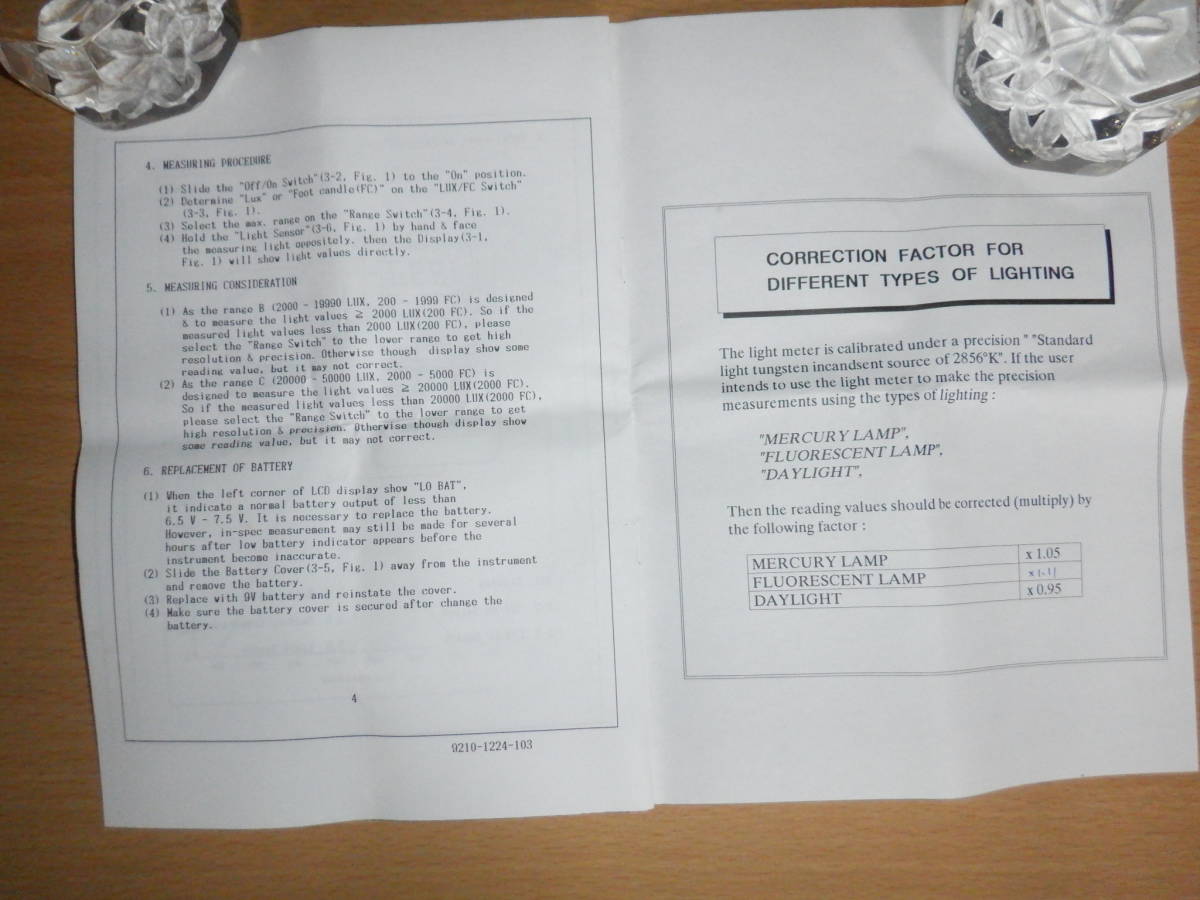 4. MEASURING PROCEDURE
(1) Slide the "Off/On Switch"(3-2, Fig. 1) to the "On" position.
(2) Determine "Lux" or "Foot candle(FC)" on the "LUX/FC Switch"
(3-3, Fig. 1).
(3) Select the max. range on the "Range Switch"(3-4, Fig. 1).
(4) Hold the "Light Sensor"(3-6, Fig. 1) by hand & face
the measuring light oppositely, then the Display(3-1,
Fig. 1) will show light values directly.
5. MEASURING CONSIDERATION
(1) As the range B (2000 - 19990 LUX, 200 - 1999 FC) is designed
& to measure the light values ≧ 2000 LUX(200 FC). So if the
measured light values less than 2000 LUX(200 FC), please
select the "Range Switch" to the lower range to get high
resolution & precision. Otherwise though display show some
reading value, but it may not correct.
(2) As the range C (20000 - 50000 LUX, 2000 - 5000 FC) is
designed to measure the light values ≧ 20000 LUX(2000 FC).
So if the measured light values less than 20000 LUX(2000 FC),
please select the "Range Switch" to the lower range to get
high resolution & precision. Otherwise though display show
some reading value, but it may not correct.
6. REPLACEMENT OF BATTERY
(1) When the left corner of LCD display show "LO BAT",
it indicate a normal battery output of less than
6.5 V - 7.5 V. It is necessary to replace the battery.
However, in-spec measurement may still be made for several
hours after low battery indicator appears before the
instrument become inaccurate.
(2) Slide the Battery Cover(3-5, Fig. 1) away from the instrument
and remove the battery.
(3) Replace with 9V battery and reinstate the cover.
(4) Make sure the battery cover is secured after change the
battery.
4
9210-1224-103
CORRECTION FACTOR FOR
DIFFERENT TYPES OF LIGHTING
The light meter is calibrated under a precision " "Standard
light tungsten incandsent source of 2856°K". If the user
intends to use the light meter to make the precision
measurements using the types of lighting :
"MERCURY LAMP",
"FLUORESCENT LAMP",
"DAYLIGHT",
Then the reading values should be corrected (multiply) by
the following factor :
MERCURY LAMP x 1.05
FLUORESCENT LAMP x 1.11
DAYLIGHT x 0.95